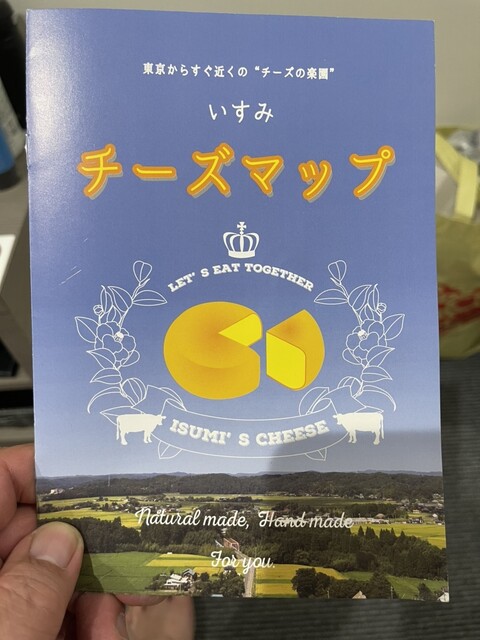 東京からすぐ近くの“チーズの楽園”
いすみ
チーズマップ
LET' S EAT TOGETHER
ISUMI' S CHEESE
Natural made, Hand made
For you.